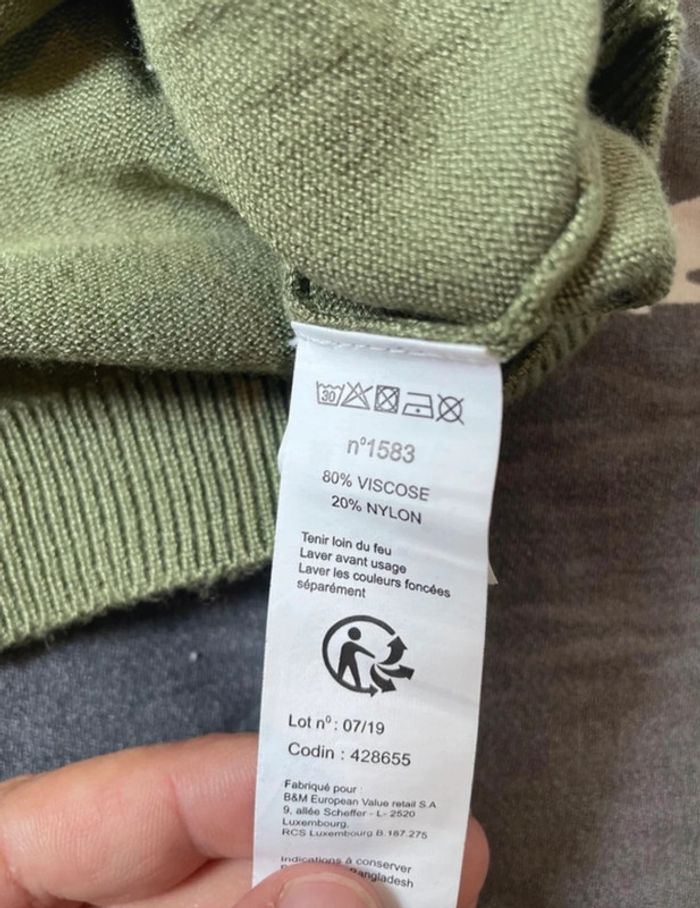 30
n°1583
80% VISCOSE
20% NYLON
Tenir loin du feu
Laver avant usage
Laver les couleurs foncées
séparément
Lot n° : 07/19
Codin : 428655
Fabriqué pour :
B&M European Value retail S.A
9, allée Scheffer - L- 2520
Luxembourg.
RCS Luxembourg B.187.275
Indications à conserver
Bangladesh